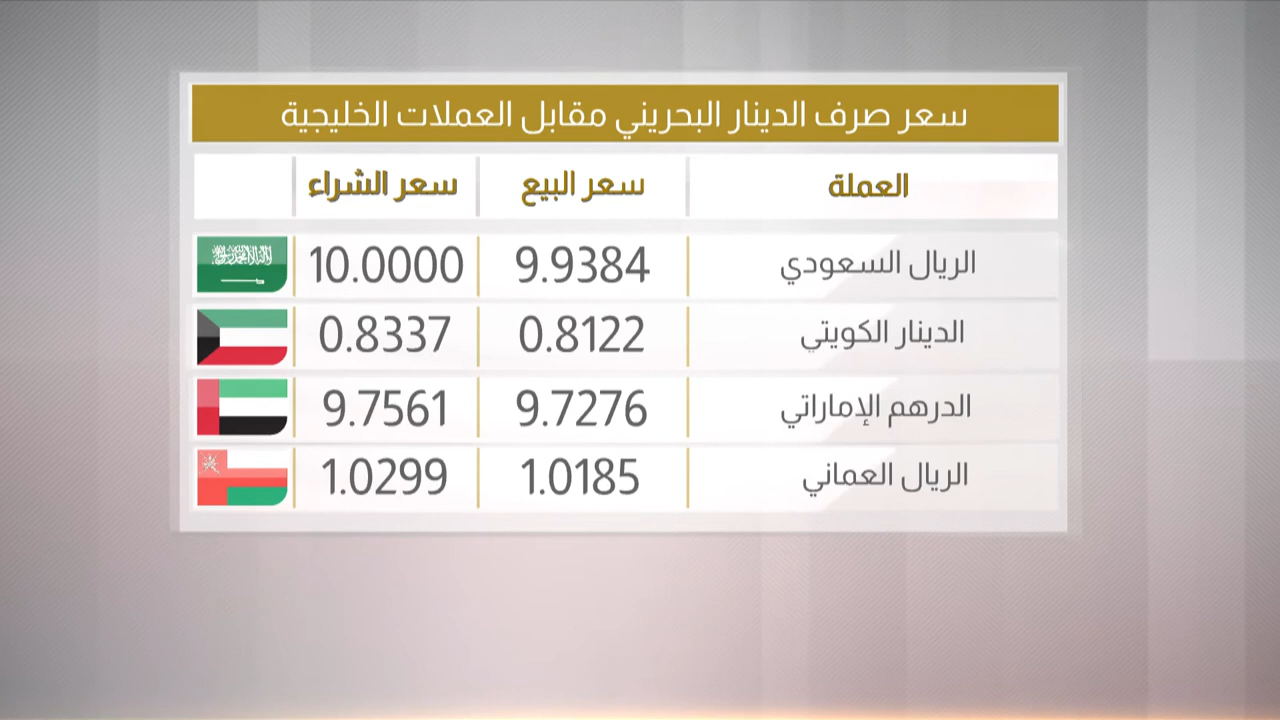 سعر صرف الدينار البحريني مقابل العملات الخليجية
العملة سعر البيع سعر الشراء
الريال السعودي 9.9384 10.0000
الدينار الكويتي 0.8122 0.8337
الدرهم الإماراتي 9.7276 9.7561
الريال العماني 1.0185 1.0299